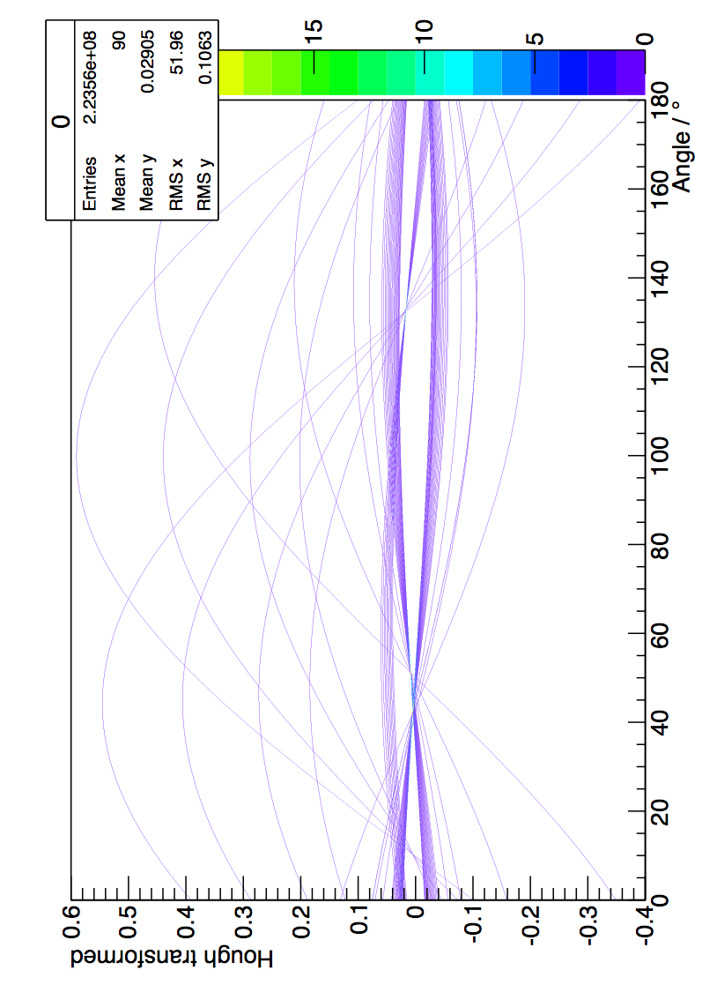 0
Entries 2.2356e+08
Mean x 90
Mean y 0.02905
RMS x 51.96
RMS y 0.1063
15
10
5
0
Hough transformed
0.6
0.5
0.4
0.3
0.2
0.1
0
-0.1
-0.2
-0.3
-0.4
0 20 40 60 80 100 120 140 160 180
Angle / °